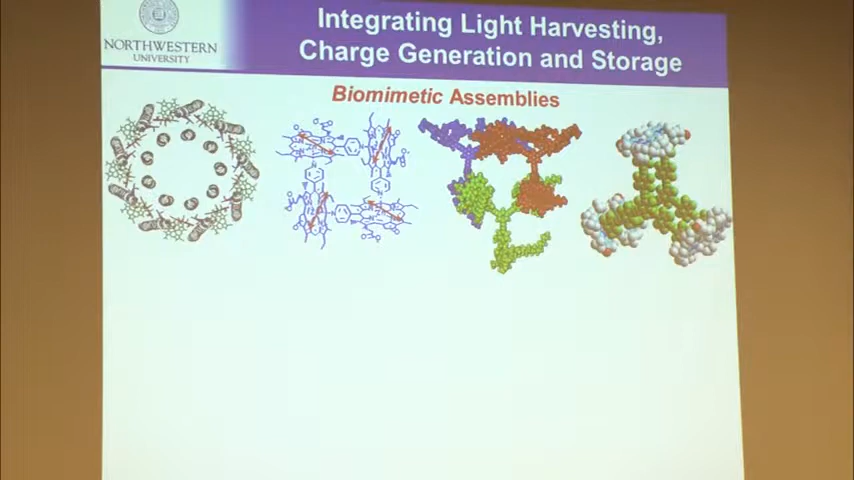 NORTHWESTERN
UNIVERSITY
Integrating Light Harvesting,
Charge Generation and Storage
Biomimetic Assemblies